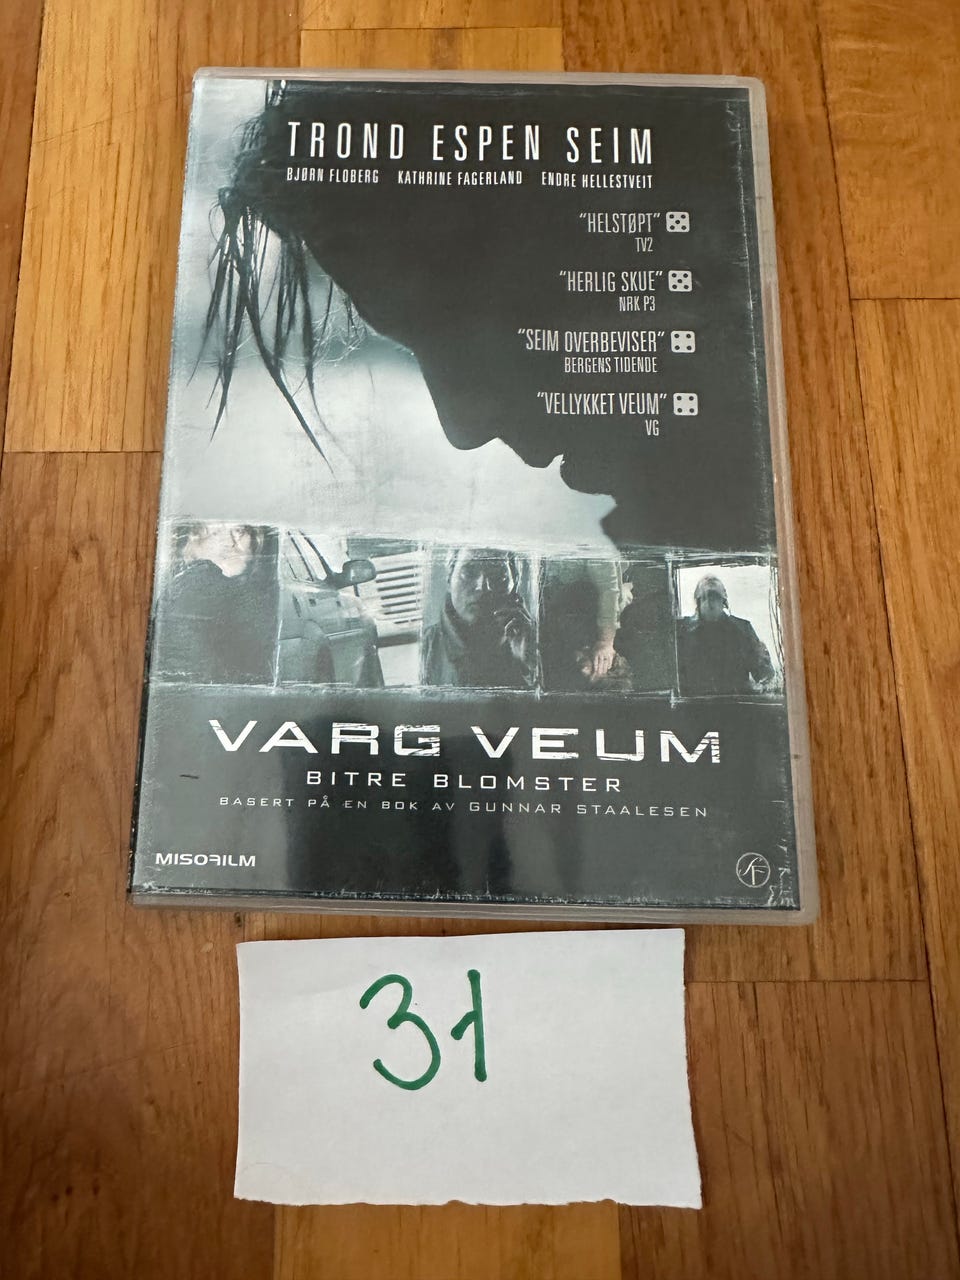 TROND ESPEN SEIM
BJØRN FLOBERG KATHRINE FAGERLAND ENDRE HELLESTVEIT
"HELSTØPT"
TV2
"HERLIG SKUE"
NRK P3
"SEIM OVERBEVISER"
BERGENS TIDENDE
"VELLYKKET VEUM"
VG
VARG VEUM
BITRE BLOMSTER
BASERT PÅ EN BOK AV GUNNAR STAALESEN
MISOFILM
SF
31